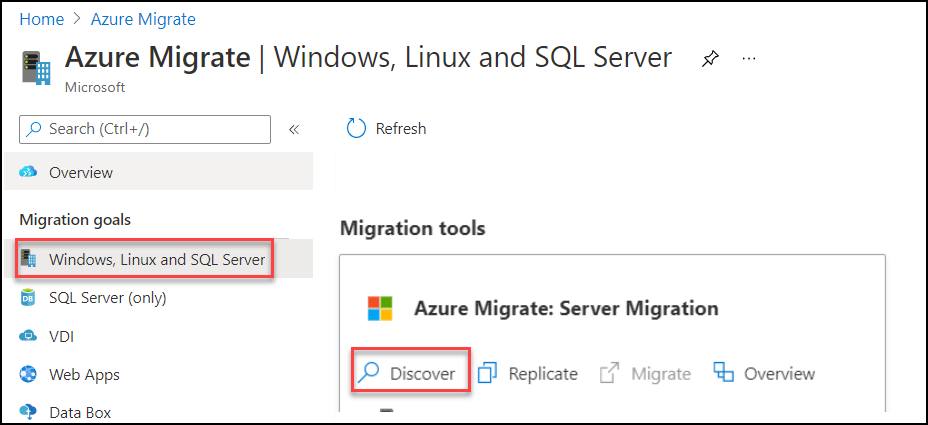 Home > Azure Migrate
Azure Migrate | Windows, Linux and SQL Server
...
Microsoft
Search (Ctrl+/)
«
Refresh
Overview
Migration goals
Windows, Linux and SQL Server
SQL Server (only)
VDI
Web Apps
Data Box
Migration tools
Azure Migrate: Server Migration
Discover
Replicate
Migrate
Overview